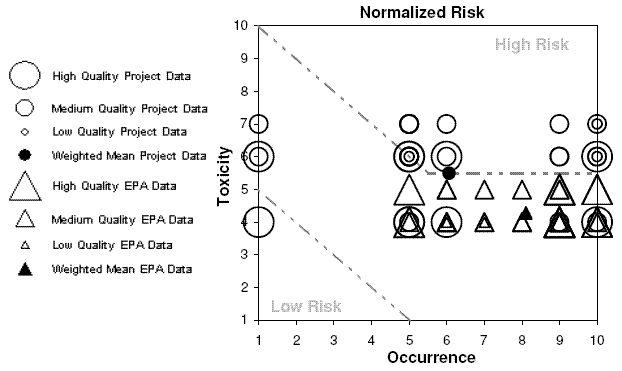 Normalized Risk
High Risk
Low Risk
High Quality Project Data
Medium Quality Project Data
Low Quality Project Data
Weighted Mean Project Data
High Quality EPA Data
Medium Quality EPA Data
Low Quality EPA Data
Weighted Mean EPA Data
Toxicity
10
9
8
7
6
5
4
3
2
1
1 2 3 4 5 6 7 8 9 10
Occurrence